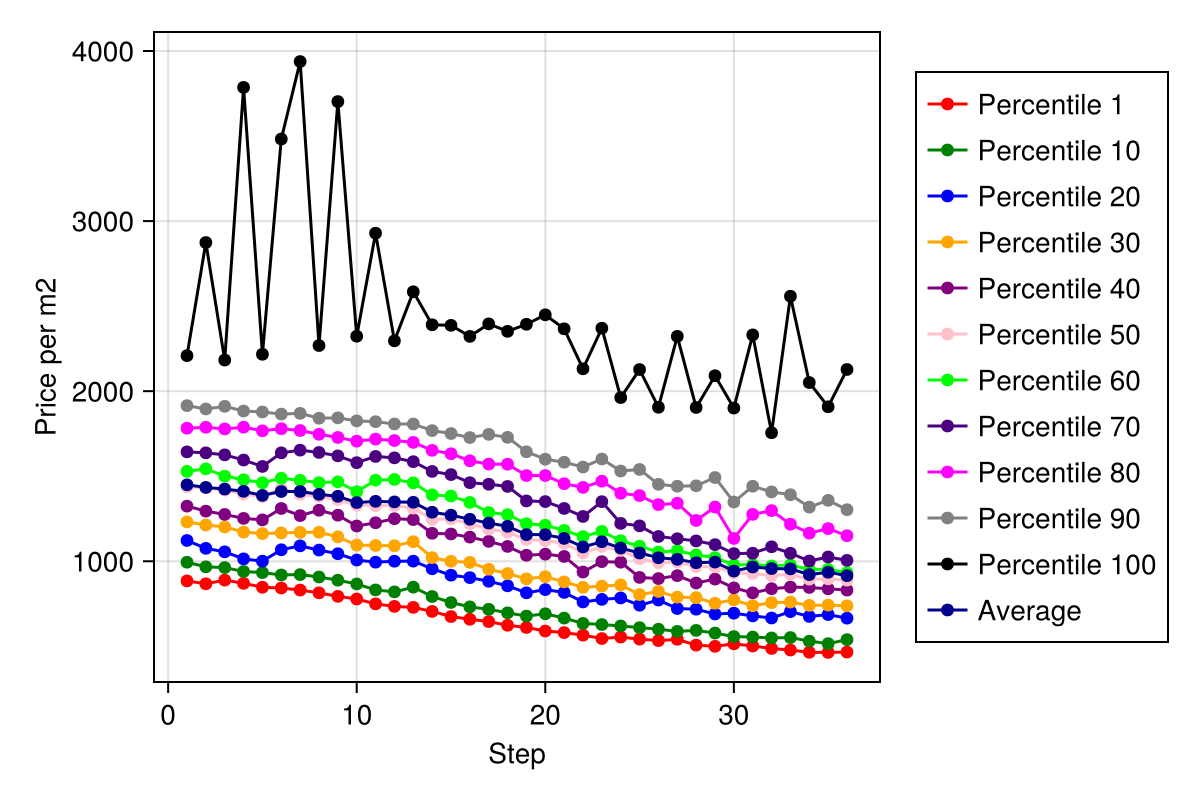 4000
3000
2000
1000
Price per m2
0 10 20 30
Step
Percentile 1
Percentile 10
Percentile 20
Percentile 30
Percentile 40
Percentile 50
Percentile 60
Percentile 70
Percentile 80
Percentile 90
Percentile 100
Average